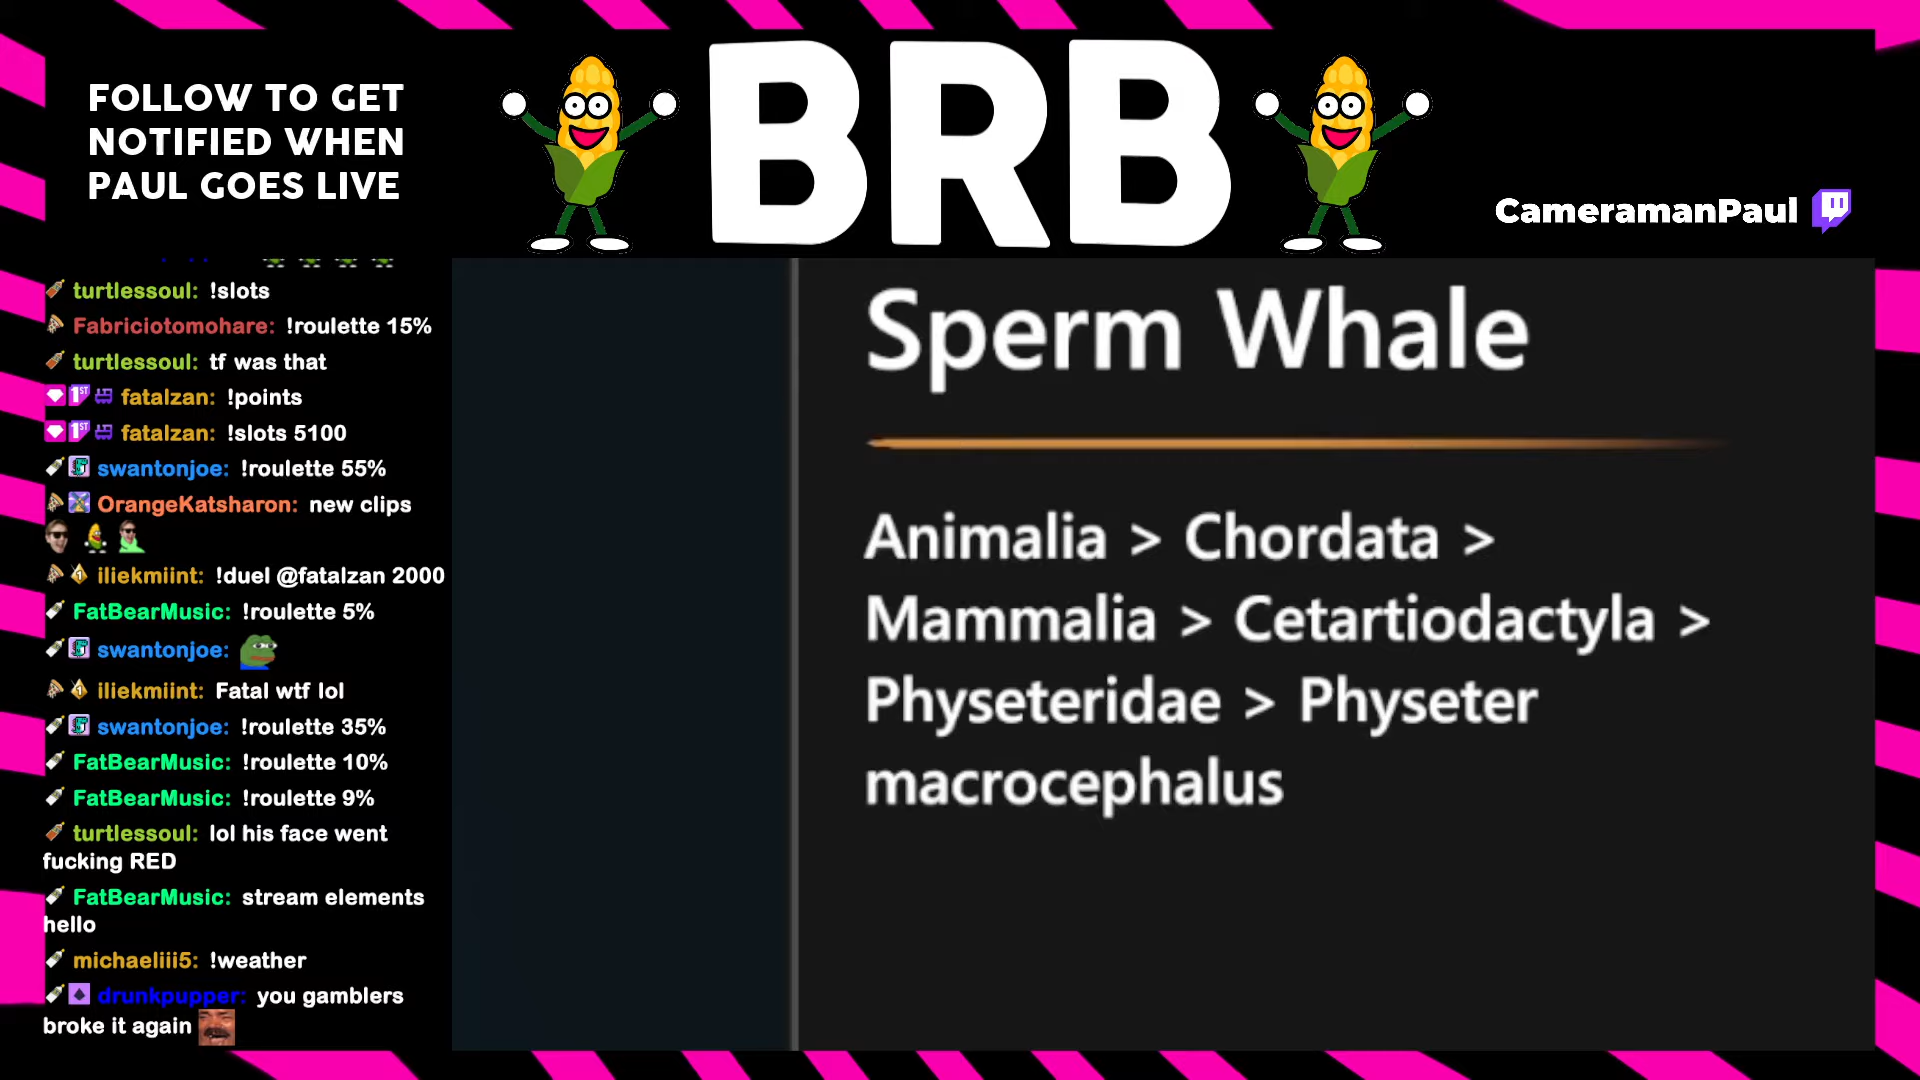 FOLLOW TO GET
NOTIFIED WHEN
PAUL GOES LIVE
BRB
CameramanPaul
turtlessoul: !slots
Fabriciotomohare: !roulette 15%
turtlessoul: tf was that
1ST fatalzan: !points
1ST fatalzan: !slots 5100
swantonjoe: !roulette 55%
OrangeKatsharon: new clips
1 iliekmiint: !duel @fatalzan 2000
FatBearMusic: !roulette 5%
swantonjoe:
1 iliekmiint: Fatal wtf lol
swantonjoe: !roulette 35%
FatBearMusic: !roulette 10%
FatBearMusic: !roulette 9%
turtlessoul: lol his face went
fucking RED
FatBearMusic: stream elements
hello
michaeliii5: !weather
drunkpupper: you gamblers
broke it again
Sperm Whale
Animalia > Chordata >
Mammalia > Cetartiodactyla >
Physeteridae > Physeter
macrocephalus